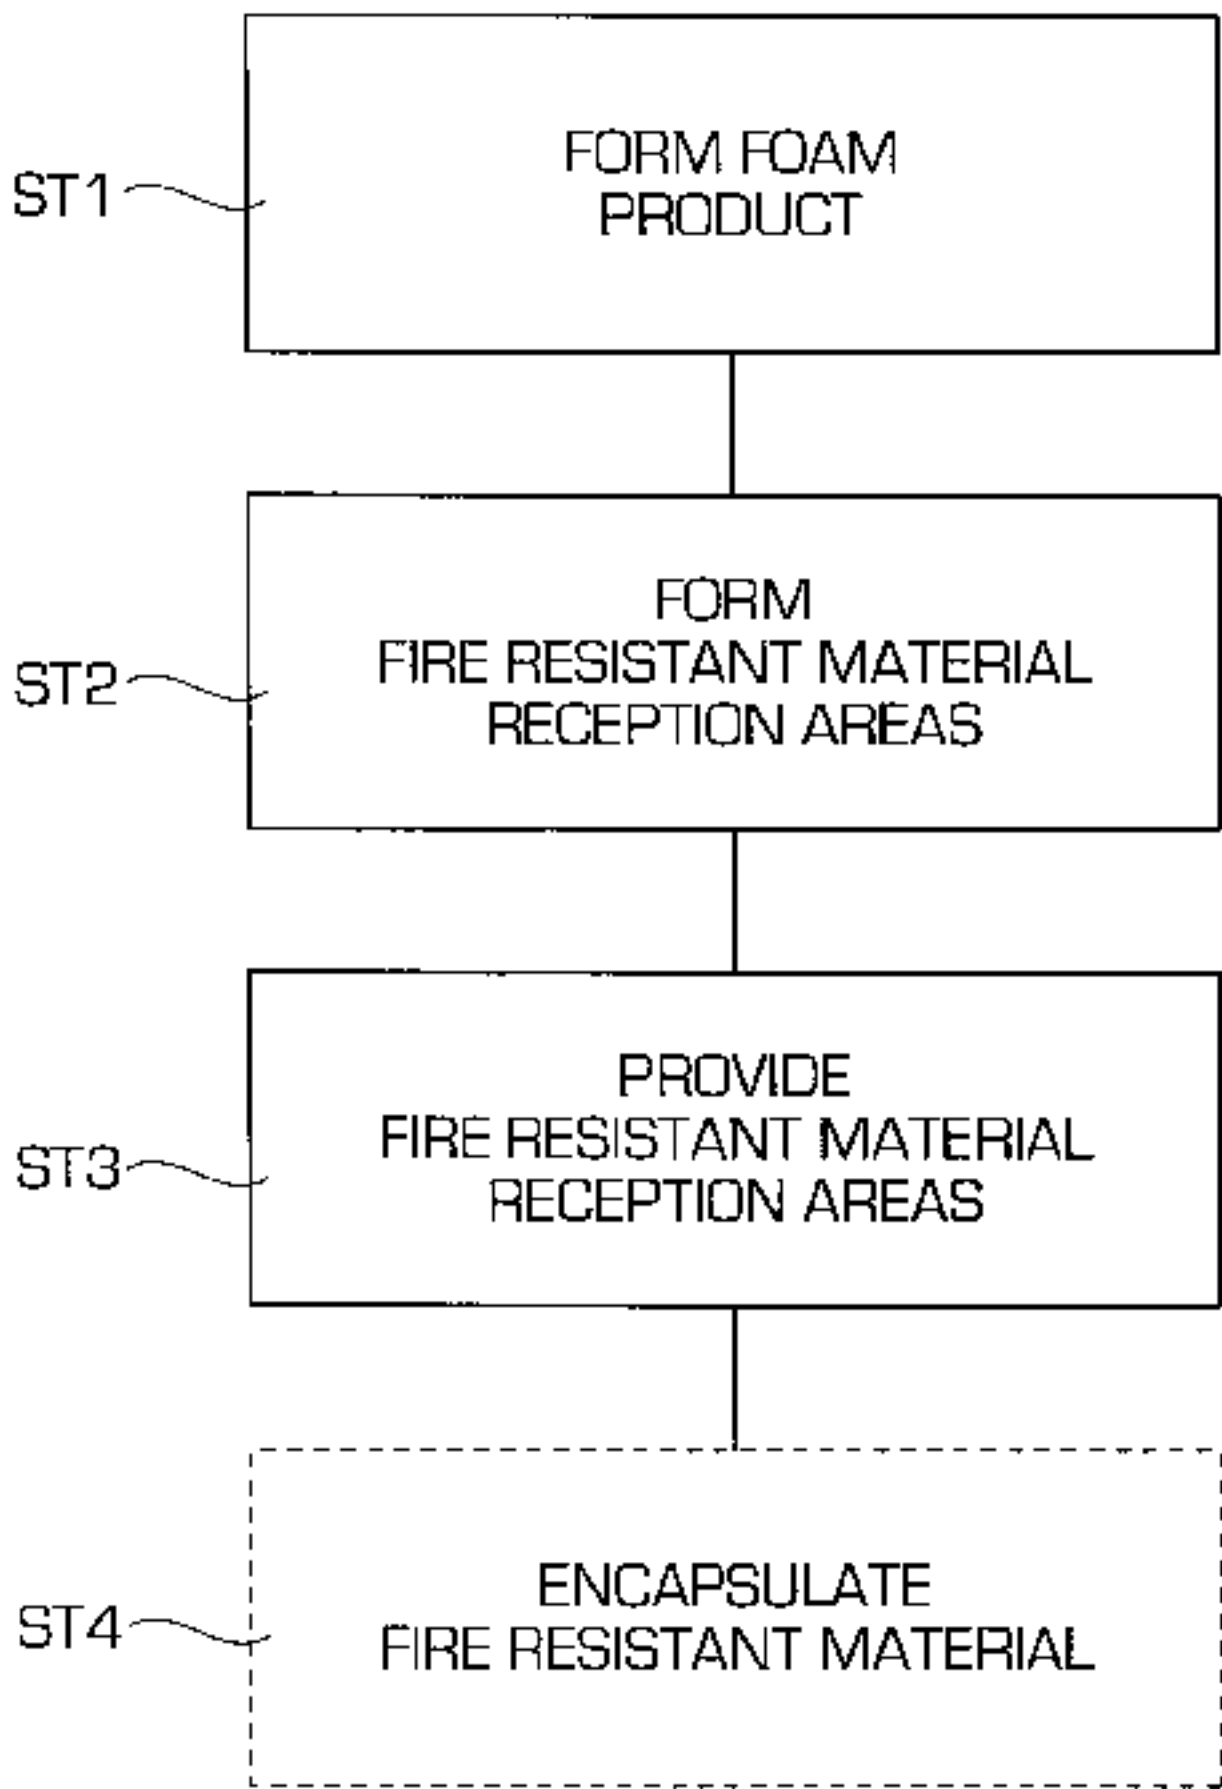 ST1
FORM FOAM
PRODUCT
ST2
FORM
FIRE RESISTANT MATERIAL
RECEPTION AREAS
ST3
PROVIDE
FIRE RESISTANT MATERIAL
RECEPTION AREAS
ST4
ENCAPSULATE
FIRE RESISTANT MATERIAL